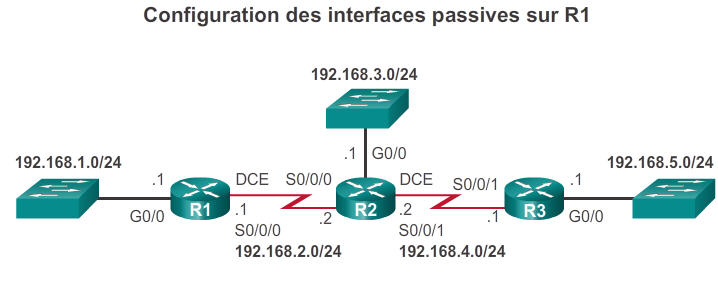 Configuration des interfaces passives sur R1
192.168.3.0/24
.1 G0/0
192.168.1.0/24
192.168.5.0/24
.1
DCE
S0/0/0
DCE
S0/0/1
.1
R1
R2
R3
G0/0
.1
.2
.2
.1
G0/0
S0/0/0
S0/0/1
192.168.2.0/24
192.168.4.0/24